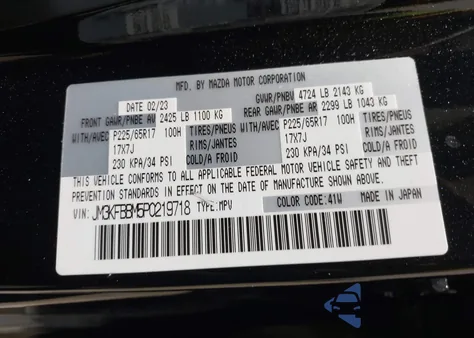 MFD. BY MAZDA MOTOR CORPORATION
DATE 02/23 GVWR/PNBV 4724 LB 2143 KG
FRONT GAWR/PNBE AV 2425 LB 1100 KG REAR GAWR/PNBE AR 2299 LB 1043 KG
WITH/AVEC P225/65R17 100H TIRES/PNEUS WITH/AVEC P225/65R17 100H TIRES/PNEUS
17X7J RIMS/JANTES 17X7J RIMS/JANTES
230 KPA/34 PSI COLD/A FROID 230 KPA/34 PSI COLD/A FROID
THIS VEHICLE CONFORMS TO ALL APPLICABLE FEDERAL MOTOR VEHICLE SAFETY AND THEFT
PREVENTION STANDARDS IN EFFECT ON THE DATE OF MANUFACTURE SHOWN ABOVE.
VIN: JM3KFBBM5P0219718 TYPE:MPV COLOR CODE:41W MADE IN JAPAN